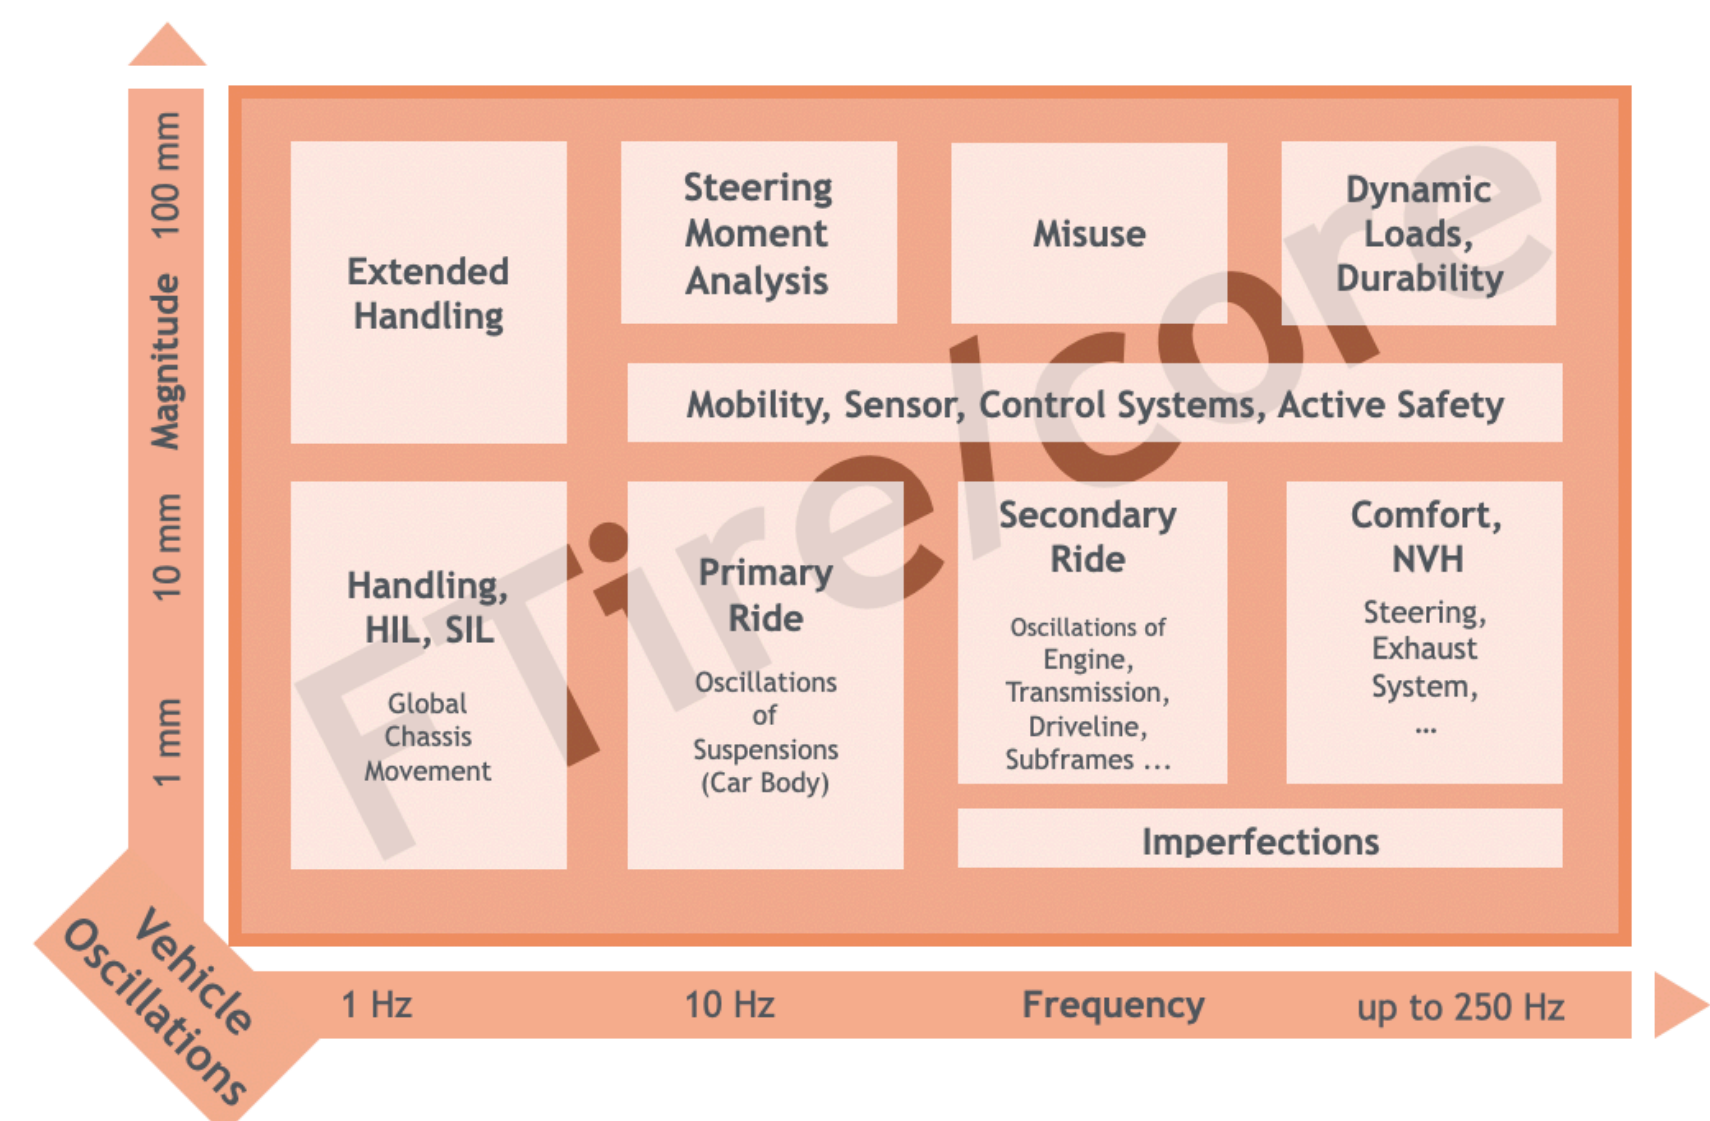 100 mm
Magnitude
10 mm
1 mm
Extended
Handling
Steering
Moment
Analysis
Misuse
Dynamic
Loads,
Durability
Mobility, Sensor, Control Systems, Active Safety
Handling,
HIL, SIL
Global
Chassis
Movement
Primary
Ride
Oscillations
of
Suspensions
(Car Body)
Secondary
Ride
Oscillations of
Engine,
Transmission,
Driveline,
Subframes ...
Comfort,
NVH
Steering,
Exhaust
System,
...
Imperfections
FTire/core
Vehicle
Oscillations
1 Hz
10 Hz
Frequency
up to 250 Hz